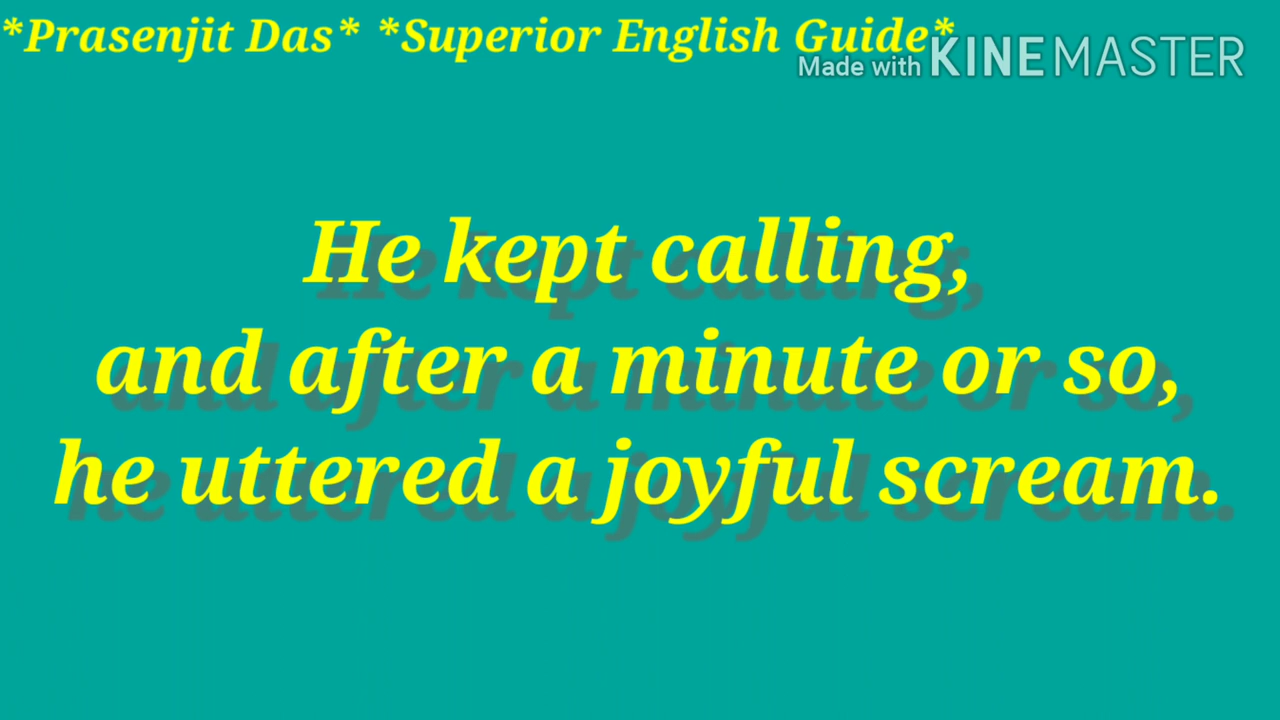 *Prasenjit Das* *Superior English Guide*
Made with KINEMASTER
He kept calling,
and after a minute or so,
he uttered a joyful scream.